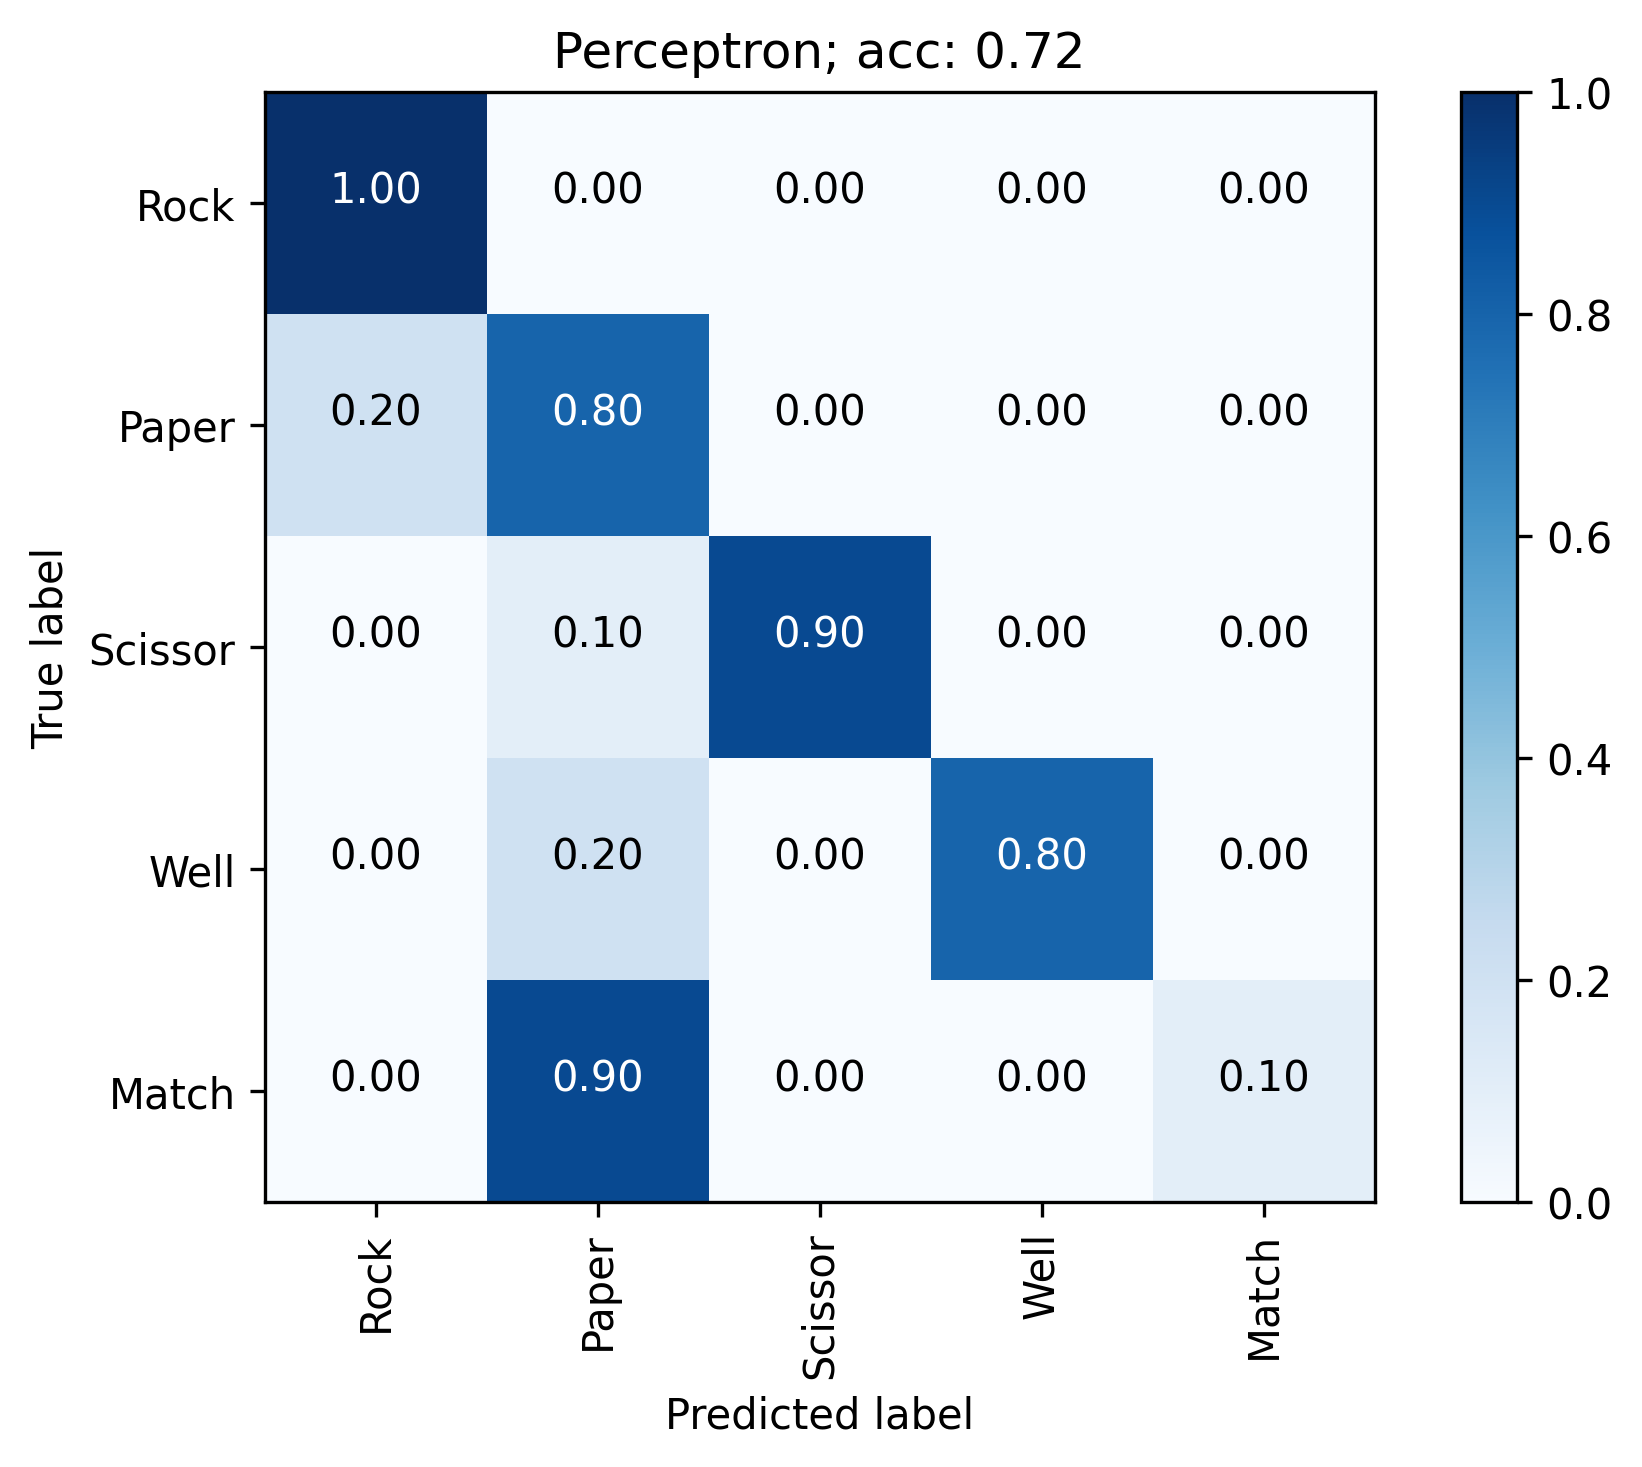 Perceptron; acc: 0.72
Rock 1.00 0.00 0.00 0.00 0.00
Paper 0.20 0.80 0.00 0.00 0.00
Scissor 0.00 0.10 0.90 0.00 0.00
Well 0.00 0.20 0.00 0.80 0.00
Match 0.00 0.90 0.00 0.00 0.10
True label
Rock Paper Scissor Well Match
Predicted label
1.0
0.8
0.6
0.4
0.2
0.0